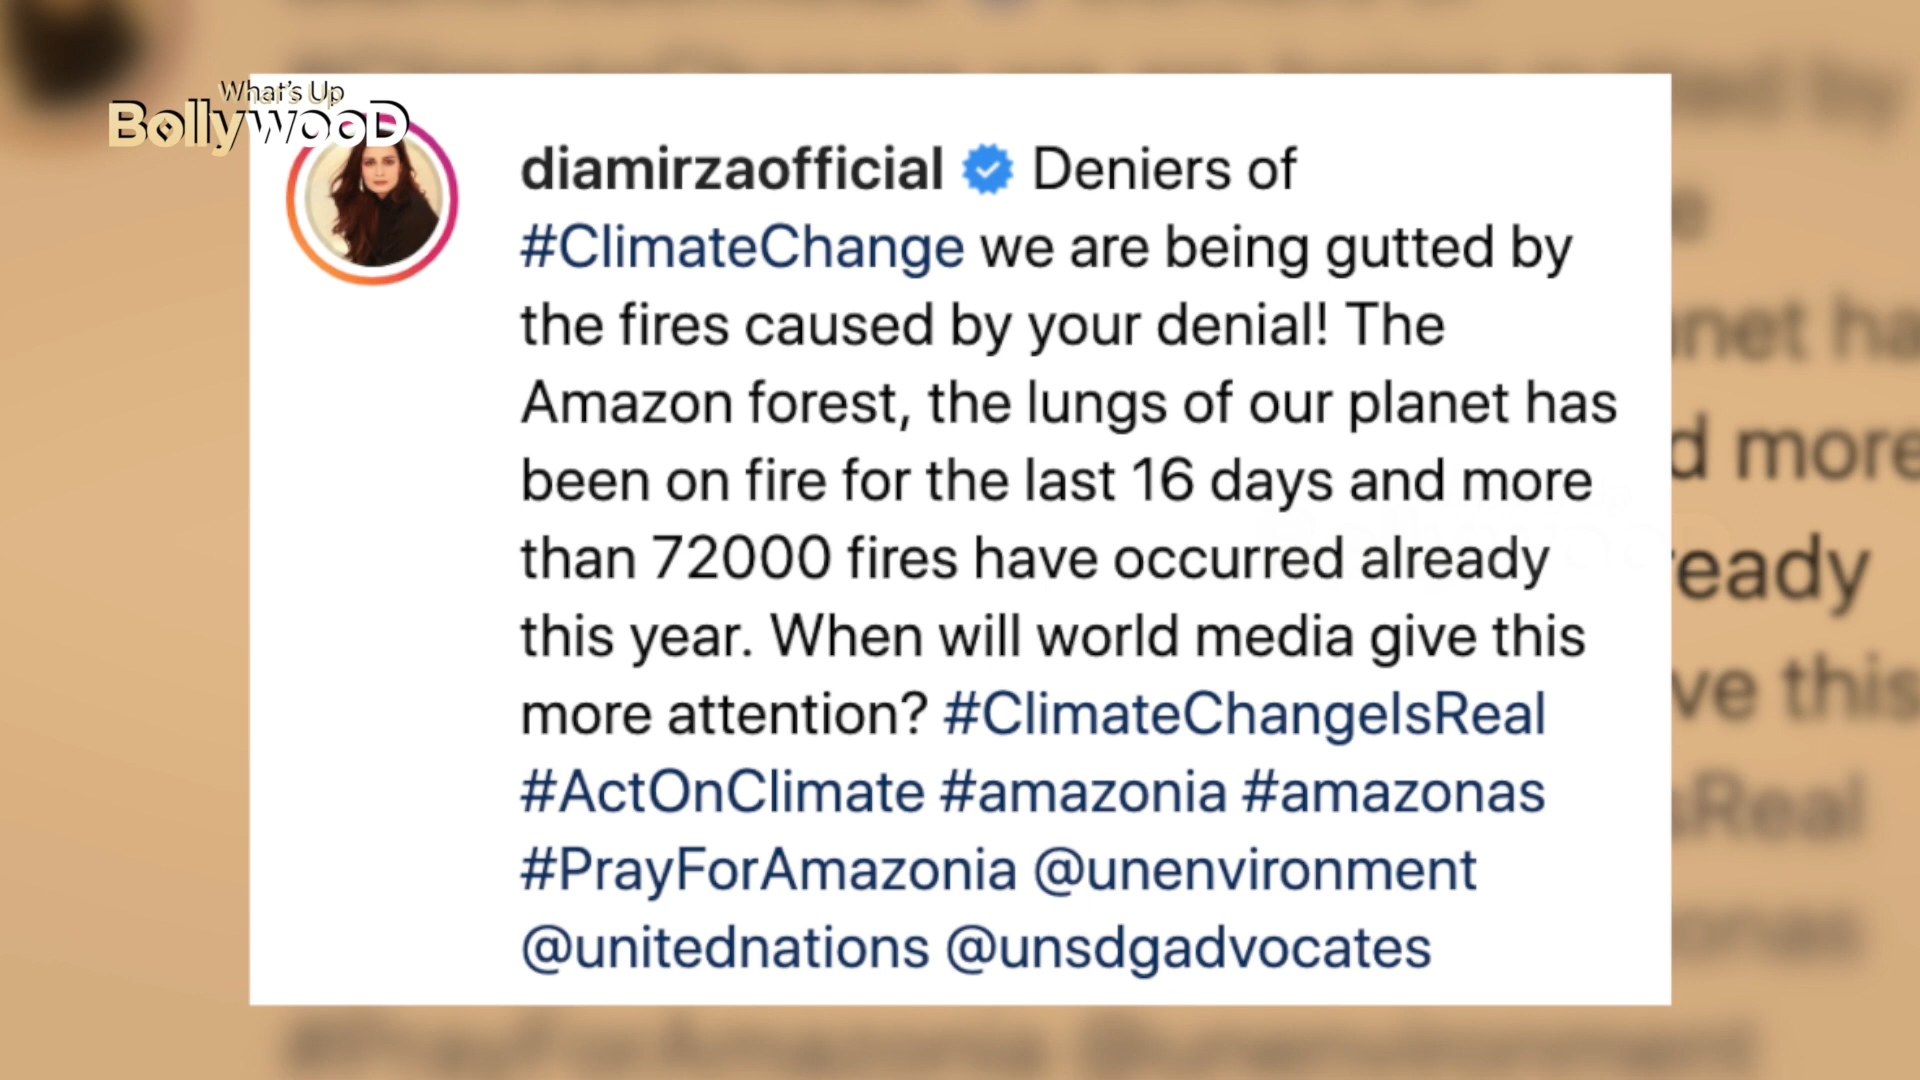 What's Up
BollywooD
diamirzaofficial Deniers of
#ClimateChange we are being gutted by
the fires caused by your denial! The
Amazon forest, the lungs of our planet has
been on fire for the last 16 days and more
than 72000 fires have occurred already
this year. When will world media give this
more attention? #ClimateChangeIsReal
#ActOnClimate #amazonia #amazonas
#PrayForAmazonia @unenvironment
@unitednations @unsdgadvocates